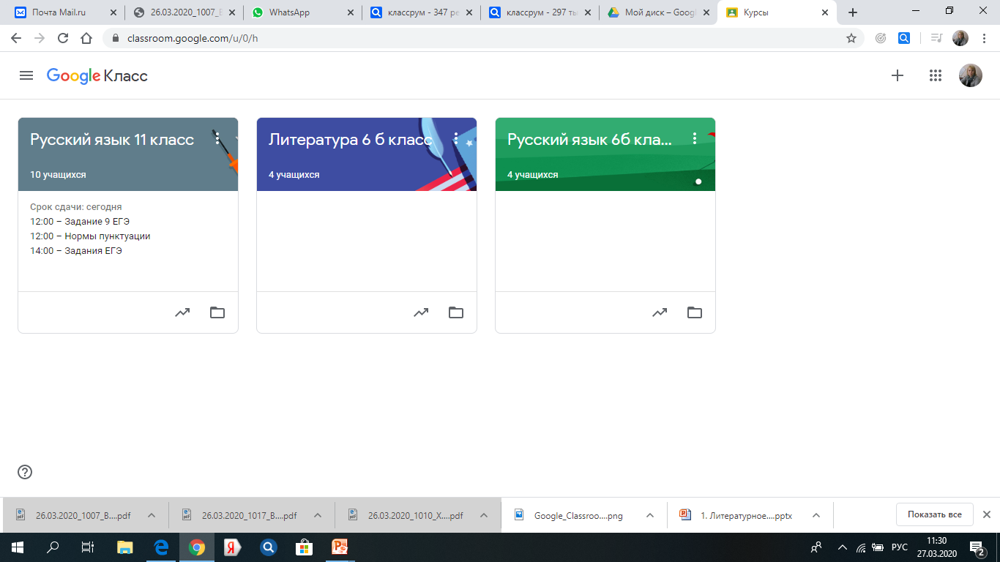 Почта Mail.ru
26.03.2020_1007_
WhatsApp
классрум - 347 ре
классрум - 297 ты
Мой диск – Goog
Курсы
classroom.google.com/u/0/h
Google Класс
Русский язык 11 класс
10 учащихся
Литература 6 б класс
4 учащихся
Русский язык 6б кла...
4 учащихся
Срок сдачи: сегодня
12:00 – Задание 9 ЕГЭ
12:00 – Нормы пунктуации
14:00 – Задания ЕГЭ
26.03.2020_1007_B....pdf
26.03.2020_1017_B....pdf
26.03.2020_1010_X....pdf
Google_Classroo....png
1. Литературное....pptx
Показать все
РУС
11:30
27.03.2020
2